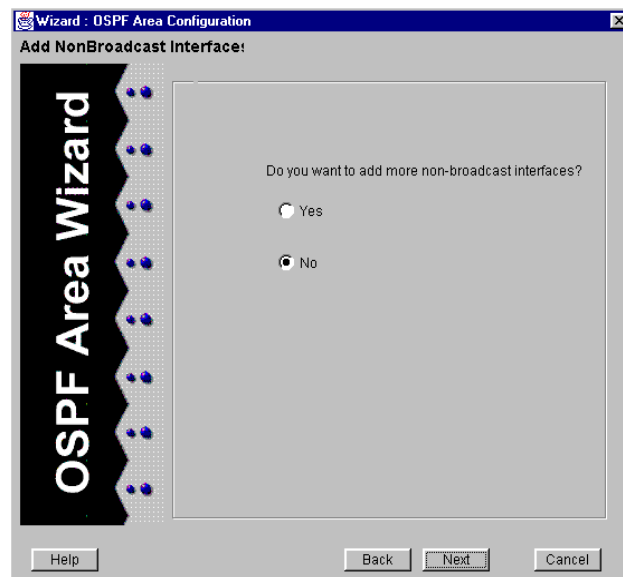 Wizard : OSPF Area Configuration
Add NonBroadcast Interfaces
OSPF Area Wizard
Do you want to add more non-broadcast interfaces?
Yes
No
Help
Back
Next
Cancel